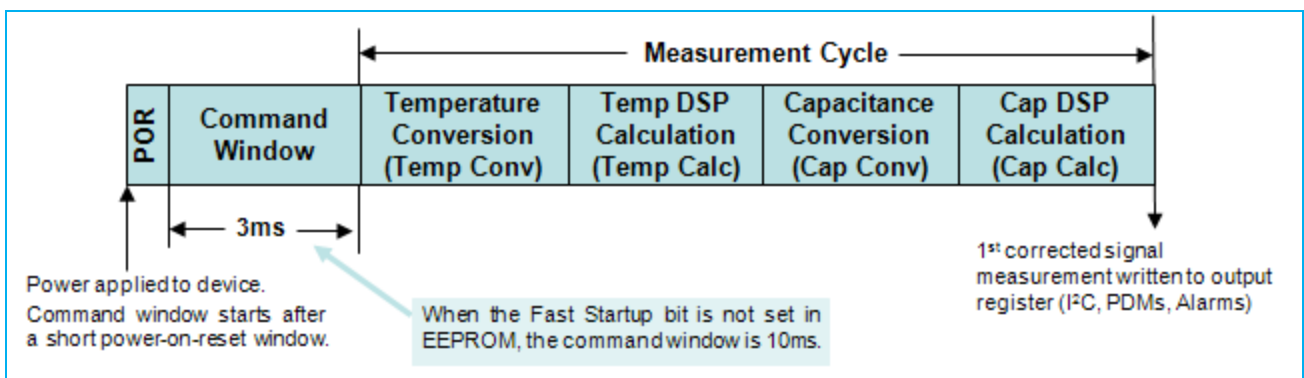 Measurement Cycle
POR
Command
Window
Temperature
Conversion
(Temp Conv)
Temp DSP
Calculation
(Temp Calc)
Capacitance
Conversion
(Cap Conv)
Cap DSP
Calculation
(Cap Calc)
3ms
Power applied to device.
Command window starts after
a short power-on-reset window.
When the Fast Startup bit is not set in
EEPROM, the command window is 10ms.
1st corrected signal
measurement written to output
register (I²C, PDMs, Alarms)